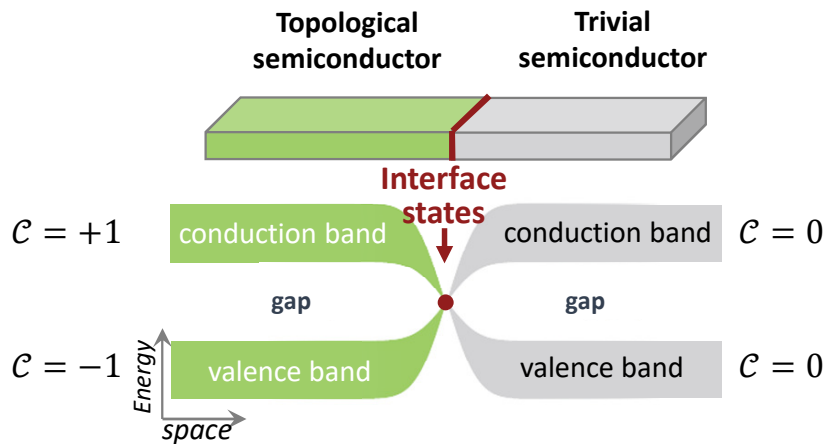 Topological
semiconductor
Trivial
semiconductor
Interface
states
𝒞 = +1
conduction band
conduction band
𝒞 = 0
gap
gap
𝒞 = −1
valence band
valence band
𝒞 = 0
Energy
space